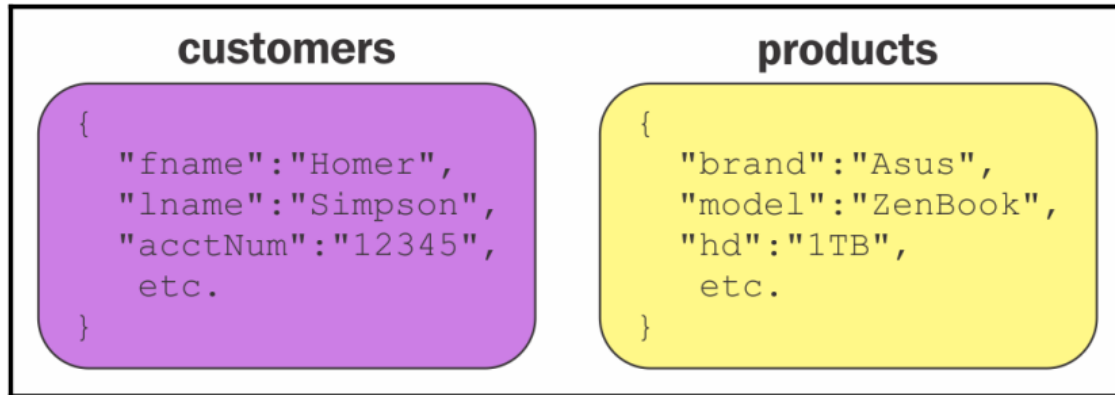 customers
{
"fname":"Homer",
"lname":"Simpson",
"acctNum":"12345",
etc.
}
products
{
"brand":"Asus",
"model":"ZenBook",
"hd":"1TB",
etc.
}